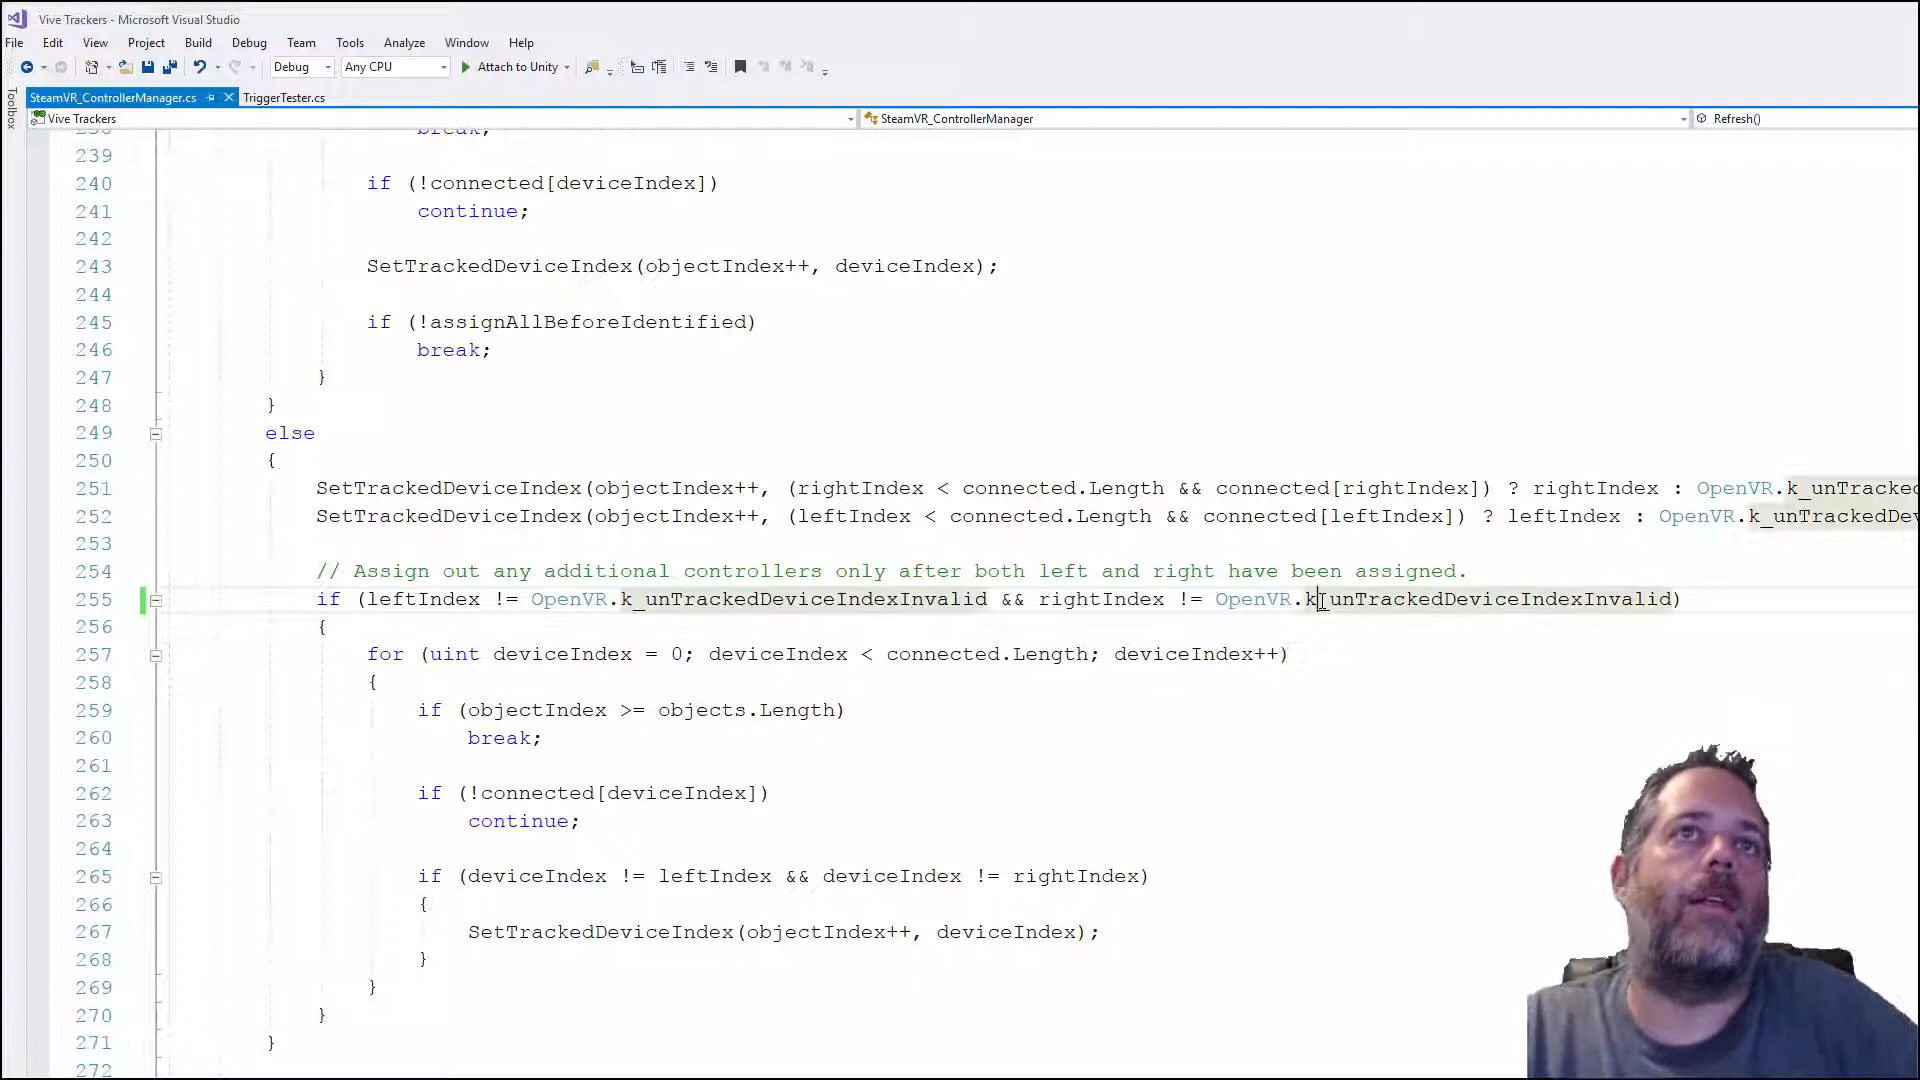 Vive Trackers - Microsoft Visual Studio
File Edit View Project Build Debug Team Tools Analyze Window Help
Debug Any CPU Attach to Unity
Toolbox
SteamVR_ControllerManager.cs TriggerTester.cs
Vive Trackers SteamVR_ControllerManager Refresh()
break;
239
240 if (!connected[deviceIndex])
241 continue;
242
243 SetTrackedDeviceIndex(objectIndex++, deviceIndex);
244
245 if (!assignAllBeforeIdentified)
246 break;
247 }
248 }
249 else
250 {
251 SetTrackedDeviceIndex(objectIndex++, (rightIndex < connected.Length && connected[rightIndex]) ? rightIndex : OpenVR.k_unTracked
252 SetTrackedDeviceIndex(objectIndex++, (leftIndex < connected.Length && connected[leftIndex]) ? leftIndex : OpenVR.k_unTrackedDev
253
254 // Assign out any additional controllers only after both left and right have been assigned.
255 if (leftIndex != OpenVR.k_unTrackedDeviceIndexInvalid && rightIndex != OpenVR.k_unTrackedDeviceIndexInvalid)
256 {
257 for (uint deviceIndex = 0; deviceIndex < connected.Length; deviceIndex++)
258 {
259 if (objectIndex >= objects.Length)
260 break;
261
262 if (!connected[deviceIndex])
263 continue;
264
265 if (deviceIndex != leftIndex && deviceIndex != rightIndex)
266 {
267 SetTrackedDeviceIndex(objectIndex++, deviceIndex);
268 }
269 }
270 }
271 }
272